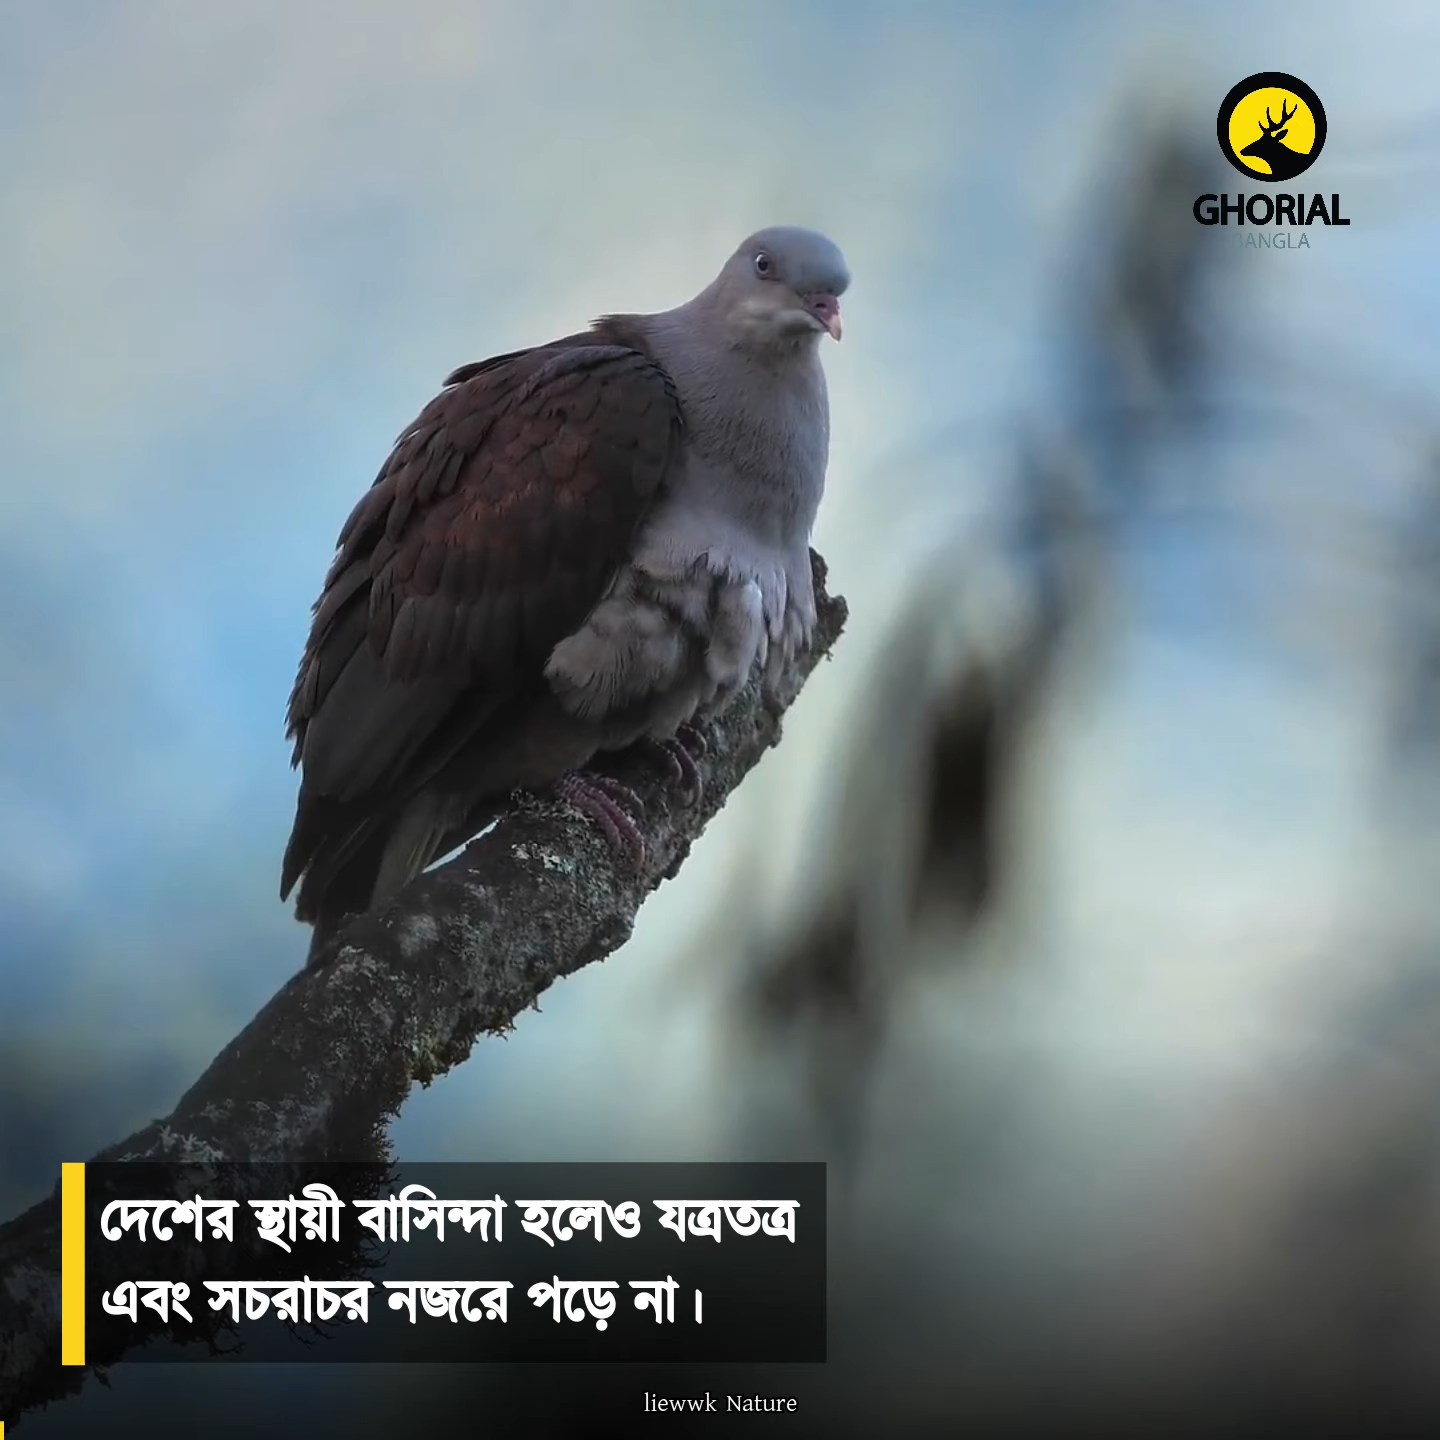 GHORIAL
BANGLA
দেশের স্থায়ী বাসিন্দা হলেও যত্রতত্র
এবং সচরাচর নজরে পড়ে না।
liewwk Nature